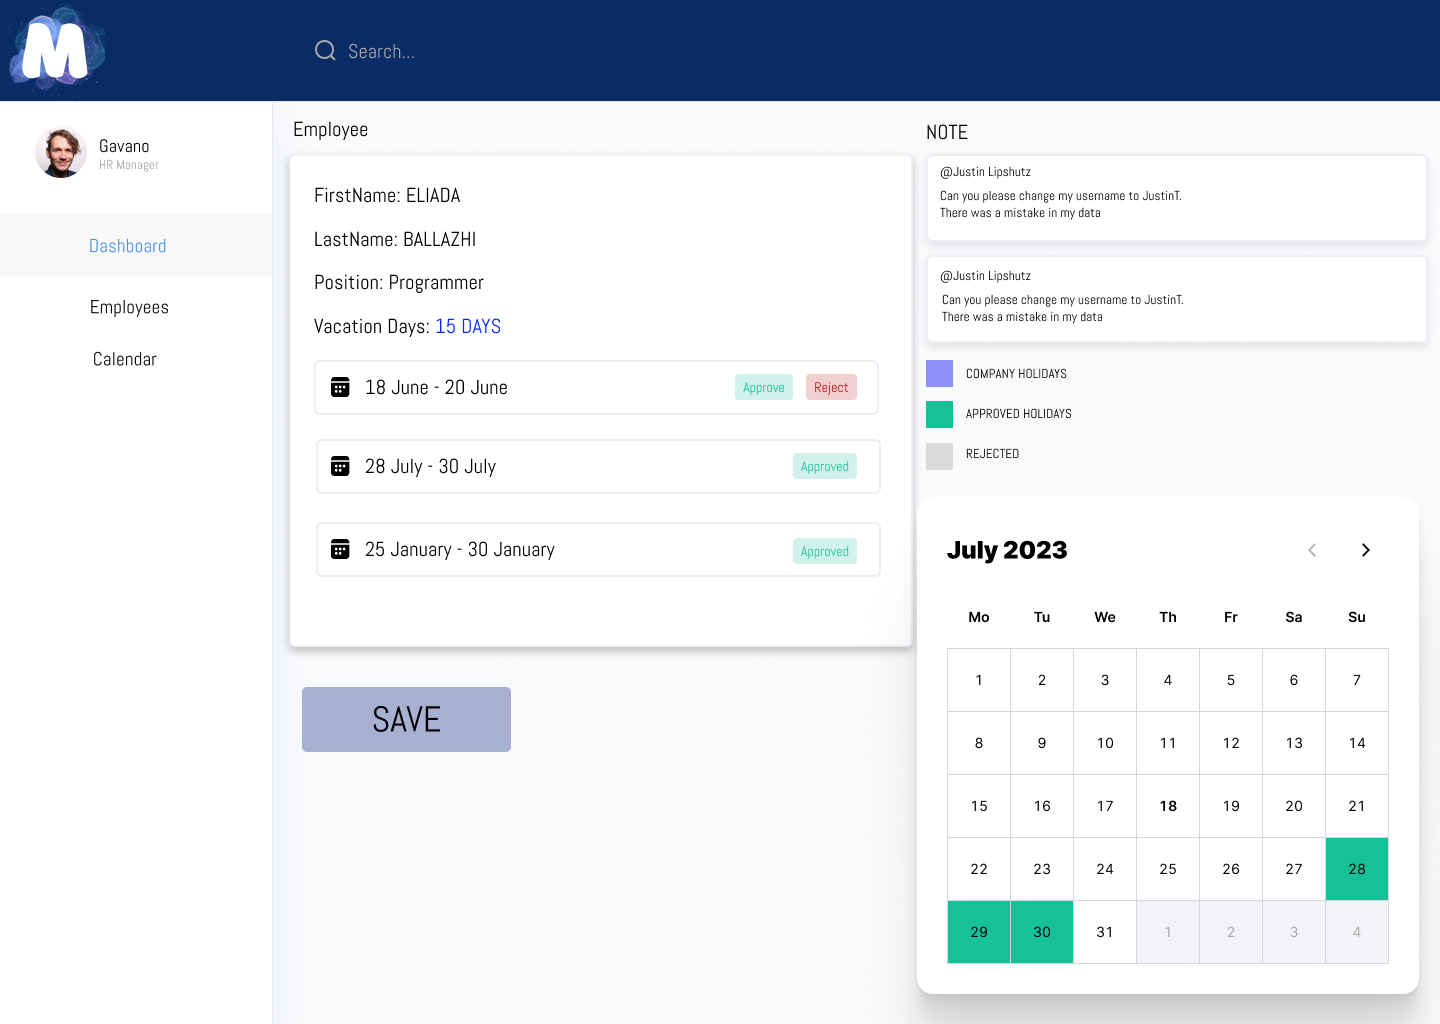 M
Search...
Gavano
HR Manager
Dashboard
Employees
Calendar
Employee
FirstName: ELIADA
LastName: BALLAZHI
Position: Programmer
Vacation Days: 15 DAYS
18 June - 20 June Approve Reject
28 July - 30 July Approved
25 January - 30 January Approved
SAVE
NOTE
@Justin Lipshutz
Can you please change my username to JustinT.
There was a mistake in my data
@Justin Lipshutz
Can you please change my username to JustinT.
There was a mistake in my data
COMPANY HOLIDAYS
APPROVED HOLIDAYS
REJECTED
July 2023
Mo Tu We Th Fr Sa Su
1 2 3 4 5 6 7
8 9 10 11 12 13 14
15 16 17 18 19 20 21
22 23 24 25 26 27 28
29 30 31 1 2 3 4